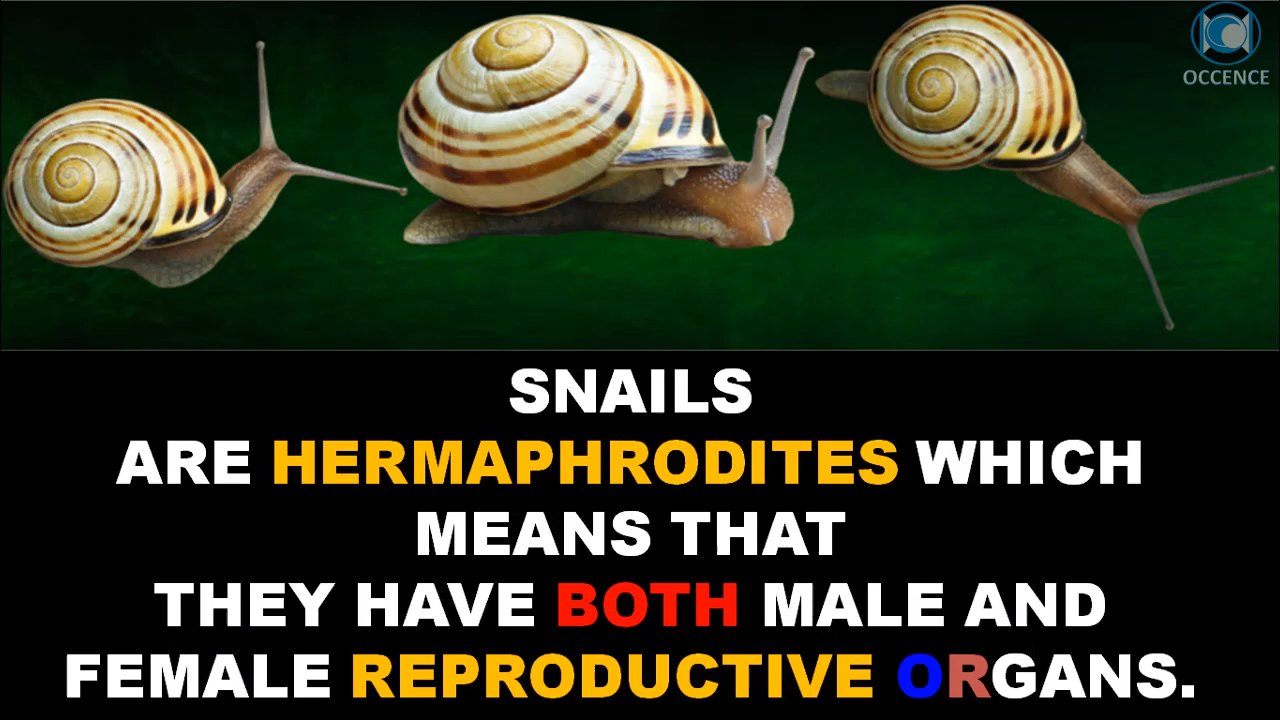 OCCENCE
SNAILS
ARE HERMAPHRODITES WHICH
MEANS THAT
THEY HAVE BOTH MALE AND
FEMALE REPRODUCTIVE ORGANS.